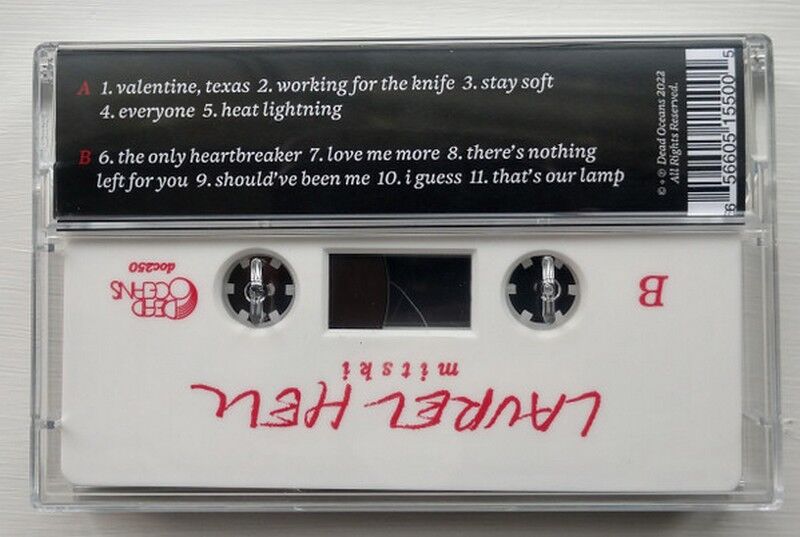 A 1. valentine, texas 2. working for the knife 3. stay soft
4. everyone 5. heat lightning
B 6. the only heartbreaker 7. love me more 8. there's nothing
left for you 9. should've been me 10. i guess 11. that's our lamp
© + ℗ Dead Oceans 2022
All Rights Reserved.
6 56605 15500 5
B
DEAD
OCEANS
doc250
mitski
LAUREL HELL